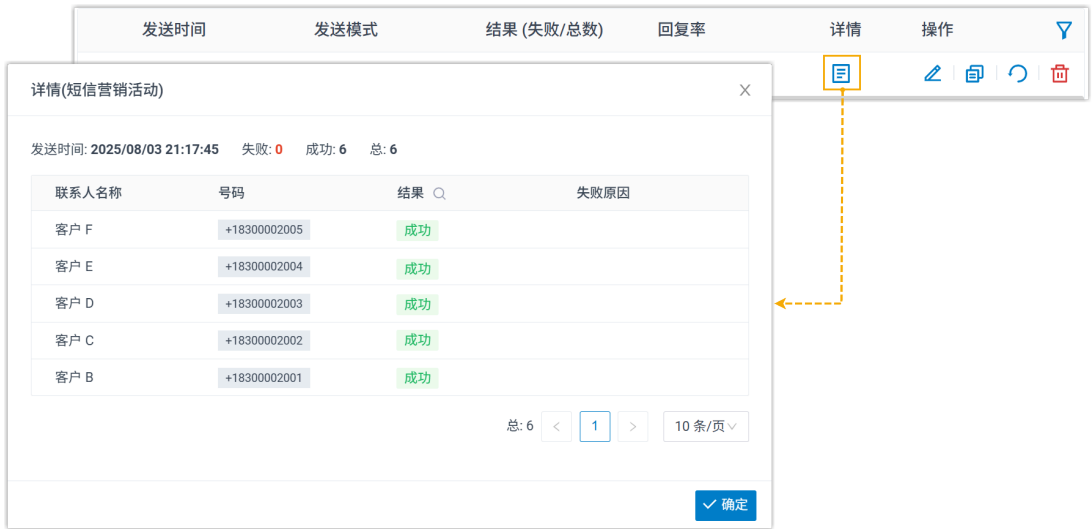 发送时间 发送模式 结果 (失败/总数) 回复率 详情 操作
详情(短信营销活动)
发送时间: 2025/08/03 21:17:45 失败: 0 成功: 6 总: 6
联系人名称 号码 结果 失败原因
客户 F +18300002005 成功
客户 E +18300002004 成功
客户 D +18300002003 成功
客户 C +18300002002 成功
客户 B +18300002001 成功
总: 6 < 1 > 10 条/页
确定